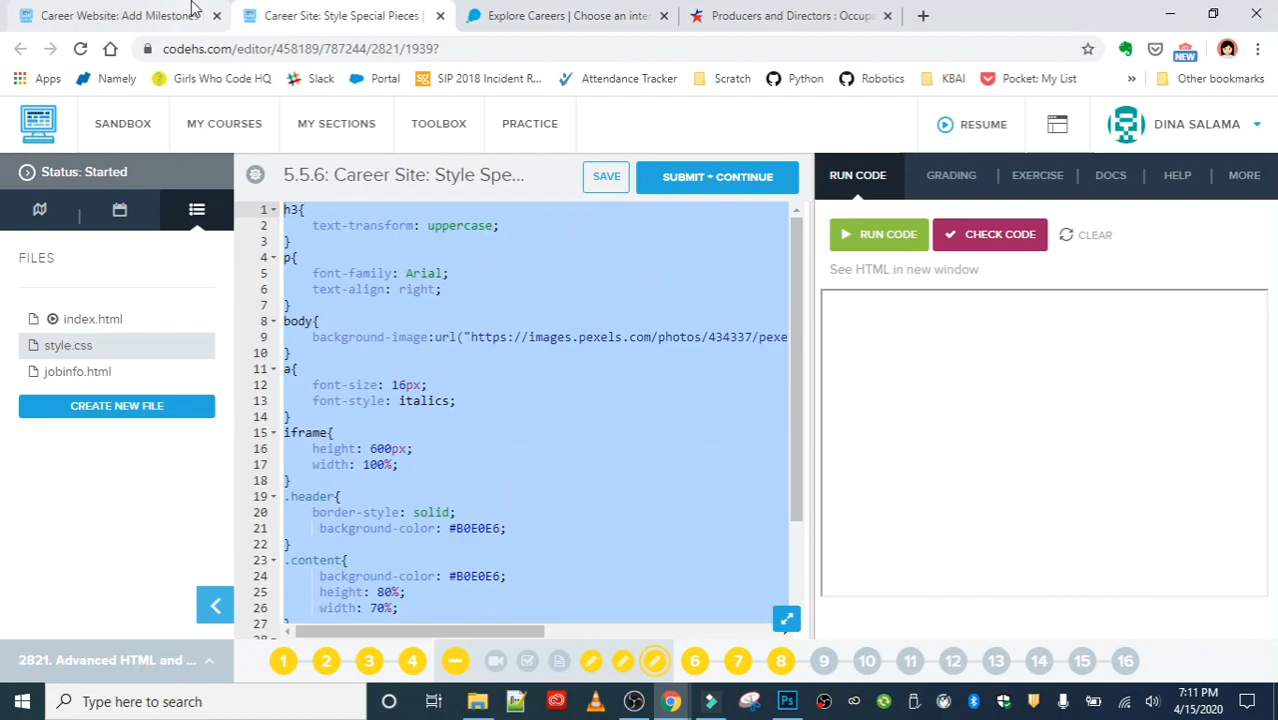 Career Website: Add Milestones
Career Site: Style Special Pieces |
Explore Careers | Choose an inter
Producers and Directors : Occupa
codehs.com/editor/458189/787244/2821/1939?
NEW
Apps
Namely
Girls Who Code HQ
Slack
Portal
SIP 2018 Incident R...
Attendance Tracker
Scratch
Python
Robotics
KBAI
Pocket: My List
»
Other bookmarks
SANDBOX
MY COURSES
MY SECTIONS
TOOLBOX
PRACTICE
RESUME
DINA SALAMA
Status: Started
5.5.6: Career Site: Style Spe...
SAVE
SUBMIT + CONTINUE
RUN CODE
GRADING
EXERCISE
DOCS
HELP
MORE
FILES
index.html
style.css
jobinfo.html
CREATE NEW FILE
1 h3{
2 text-transform: uppercase;
3 }
4 p{
5 font-family: Arial;
6 text-align: right;
7 }
8 body{
9 background-image:url("https://images.pexels.com/photos/434337/pexe
10 }
11 a{
12 font-size: 16px;
13 font-style: italics;
14 }
15 iframe{
16 height: 600px;
17 width: 100%;
18 }
19 .header{
20 border-style: solid;
21 background-color: #B0E0E6;
22 }
23 .content{
24 background-color: #B0E0E6;
25 height: 80%;
26 width: 70%;
27 }
28
RUN CODE
CHECK CODE
CLEAR
See HTML in new window
2821. Advanced HTML and ...
1 2 3 4 6 7 8 9 10 11 12 13 14 15 16
Type here to search
7:11 PM
4/15/2020